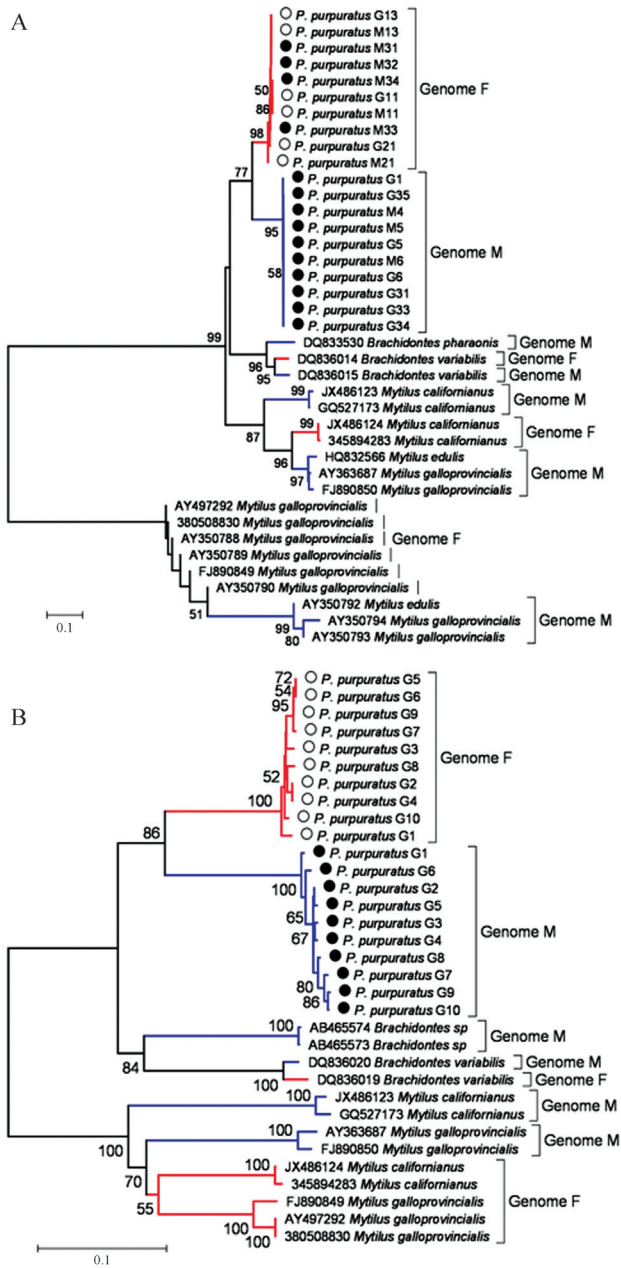 A
P. purpuratus G13
P. purpuratus M13
P. purpuratus M31
P. purpuratus M32
P. purpuratus M34
50
P. purpuratus G11
Genome F
86
P. purpuratus M11
P. purpuratus M33
98
P. purpuratus G21
P. purpuratus M21
77
P. purpuratus G1
P. purpuratus G35
P. purpuratus M4
P. purpuratus M5
95
P. purpuratus G5
Genome M
P. purpuratus M6
58
P. purpuratus G6
P. purpuratus G31
P. purpuratus G33
P. purpuratus G34
99
DQ833530 Brachidontes pharaonis
Genome M
96
DQ836014 Brachidontes variabilis
Genome F
95
DQ836015 Brachidontes variabilis
Genome M
99
JX486123 Mytilus californianus
GQ527173 Mytilus californianus
Genome M
87
99
JX486124 Mytilus californianus
345894283 Mytilus californianus
Genome F
96
HQ832566 Mytilus edulis
97
AY363687 Mytilus galloprovincialis
Genome M
FJ890850 Mytilus galloprovincialis
AY497292 Mytilus galloprovincialis
380508830 Mytilus galloprovincialis
AY350788 Mytilus galloprovincialis
Genome F
AY350789 Mytilus galloprovincialis
FJ890849 Mytilus galloprovincialis
AY350790 Mytilus galloprovincialis
51
AY350792 Mytilus edulis
99
AY350794 Mytilus galloprovincialis
Genome M
80
AY350793 Mytilus galloprovincialis
0.1
B
72
P. purpuratus G5
54
P. purpuratus G6
95
P. purpuratus G9
P. purpuratus G7
P. purpuratus G3
Genome F
52
P. purpuratus G8
P. purpuratus G2
100
P. purpuratus G4
P. purpuratus G10
86
P. purpuratus G1
P. purpuratus G1
P. purpuratus G6
100
P. purpuratus G2
P. purpuratus G5
65
P. purpuratus G3
Genome M
67
P. purpuratus G4
P. purpuratus G8
P. purpuratus G7
80
P. purpuratus G9
86
P. purpuratus G10
100
AB465574 Brachidontes sp
AB465573 Brachidontes sp
Genome M
84
DQ836020 Brachidontes variabilis
Genome M
100
DQ836019 Brachidontes variabilis
Genome F
100
JX486123 Mytilus californianus
GQ527173 Mytilus californianus
Genome M
100
100
AY363687 Mytilus galloprovincialis
FJ890850 Mytilus galloprovincialis
Genome M
70
100
JX486124 Mytilus californianus
345894283 Mytilus californianus
55
FJ890849 Mytilus galloprovincialis
Genome F
100
AY497292 Mytilus galloprovincialis
100
380508830 Mytilus galloprovincialis
0.1